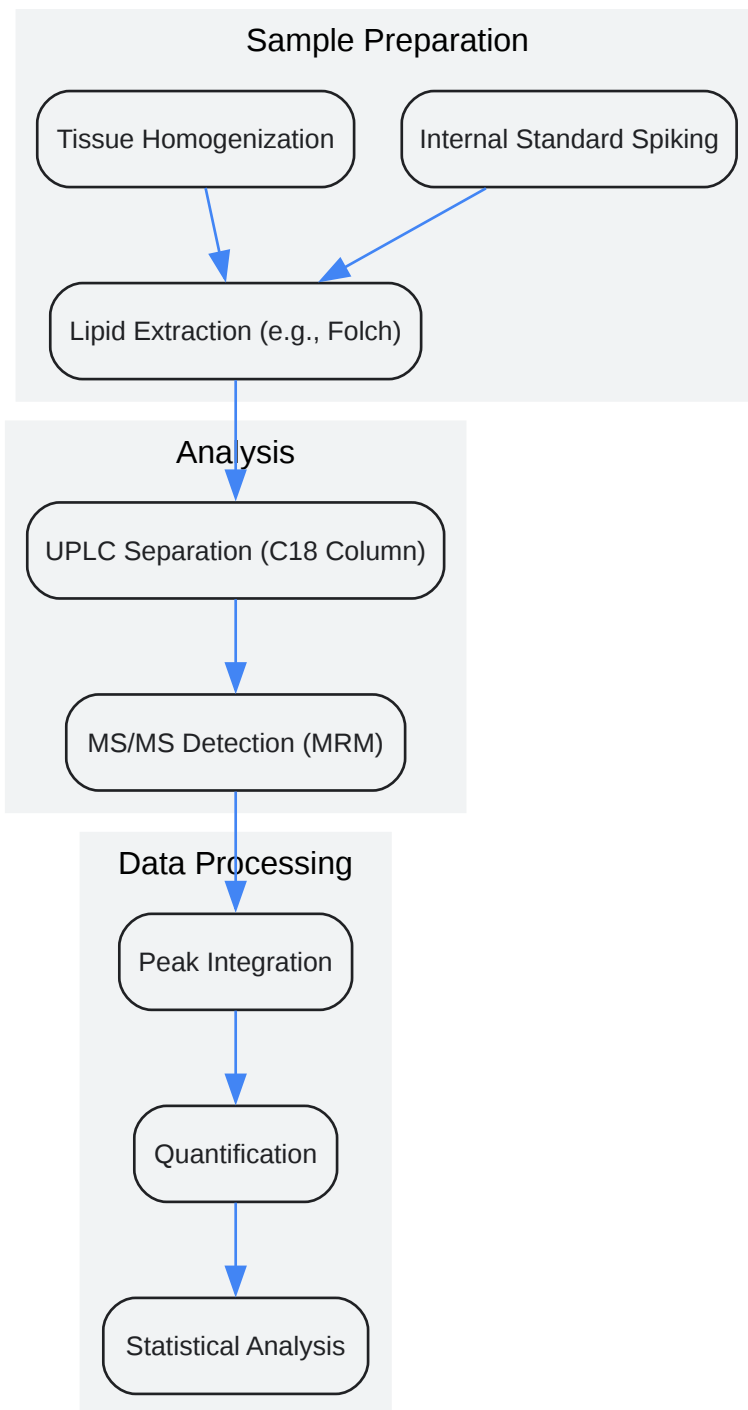 Sample Preparation
Tissue Homogenization
Internal Standard Spiking
Lipid Extraction (e.g., Folch)
Analysis
UPLC Separation (C18 Column)
MS/MS Detection (MRM)
Data Processing
Peak Integration
Quantification
Statistical Analysis